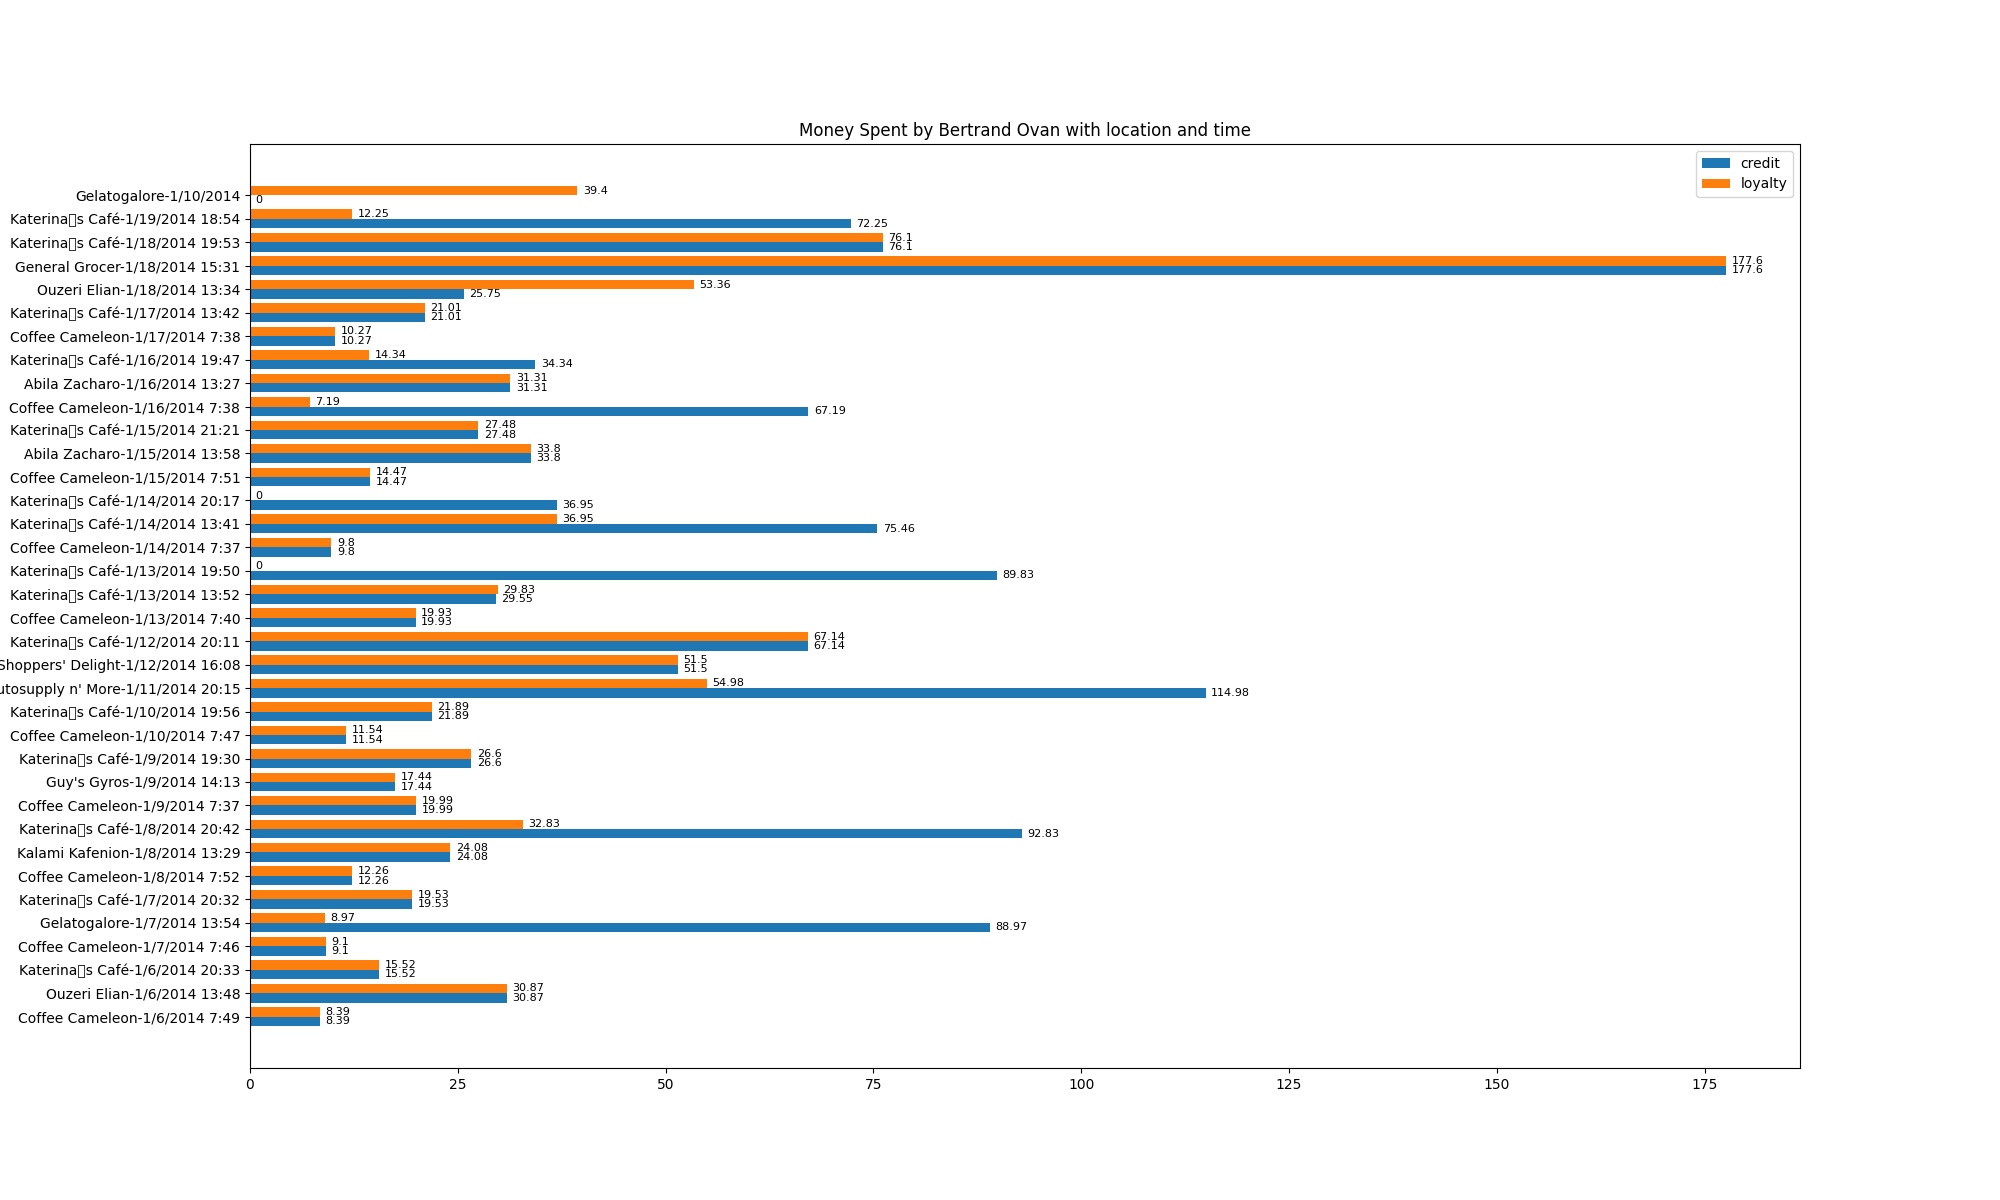 Money Spent by Bertrand Ovan with location and time
credit
loyalty
Gelatogalore-1/10/2014 39.4 0
Katerina▯s Café-1/19/2014 18:54 12.25 72.25
Katerina▯s Café-1/18/2014 19:53 76.1 76.1
General Grocer-1/18/2014 15:31 177.6 177.6
Ouzeri Elian-1/18/2014 13:34 53.36 25.75
Katerina▯s Café-1/17/2014 13:42 21.01 21.01
Coffee Cameleon-1/17/2014 7:38 10.27 10.27
Katerina▯s Café-1/16/2014 19:47 14.34 34.34
Abila Zacharo-1/16/2014 13:27 31.31 31.31
Coffee Cameleon-1/16/2014 7:38 7.19 67.19
Katerina▯s Café-1/15/2014 21:21 27.48 27.48
Abila Zacharo-1/15/2014 13:58 33.8 33.8
Coffee Cameleon-1/15/2014 7:51 14.47 14.47
Katerina▯s Café-1/14/2014 20:17 0 36.95
Katerina▯s Café-1/14/2014 13:41 36.95 75.46
Coffee Cameleon-1/14/2014 7:37 9.8 9.8
Katerina▯s Café-1/13/2014 19:50 0 89.83
Katerina▯s Café-1/13/2014 13:52 29.83 29.55
Coffee Cameleon-1/13/2014 7:40 19.93 19.93
Katerina▯s Café-1/12/2014 20:11 67.14 67.14
Shoppers' Delight-1/12/2014 16:08 51.5 51.5
utosupply n' More-1/11/2014 20:15 54.98 114.98
Katerina▯s Café-1/10/2014 19:56 21.89 21.89
Coffee Cameleon-1/10/2014 7:47 11.54 11.54
Katerina▯s Café-1/9/2014 19:30 26.6 26.6
Guy's Gyros-1/9/2014 14:13 17.44 17.44
Coffee Cameleon-1/9/2014 7:37 19.99 19.99
Katerina▯s Café-1/8/2014 20:42 32.83 92.83
Kalami Kafenion-1/8/2014 13:29 24.08 24.08
Coffee Cameleon-1/8/2014 7:52 12.26 12.26
Katerina▯s Café-1/7/2014 20:32 19.53 19.53
Gelatogalore-1/7/2014 13:54 8.97 88.97
Coffee Cameleon-1/7/2014 7:46 9.1 9.1
Katerina▯s Café-1/6/2014 20:33 15.52 15.52
Ouzeri Elian-1/6/2014 13:48 30.87 30.87
Coffee Cameleon-1/6/2014 7:49 8.39 8.39
0 25 50 75 100 125 150 175